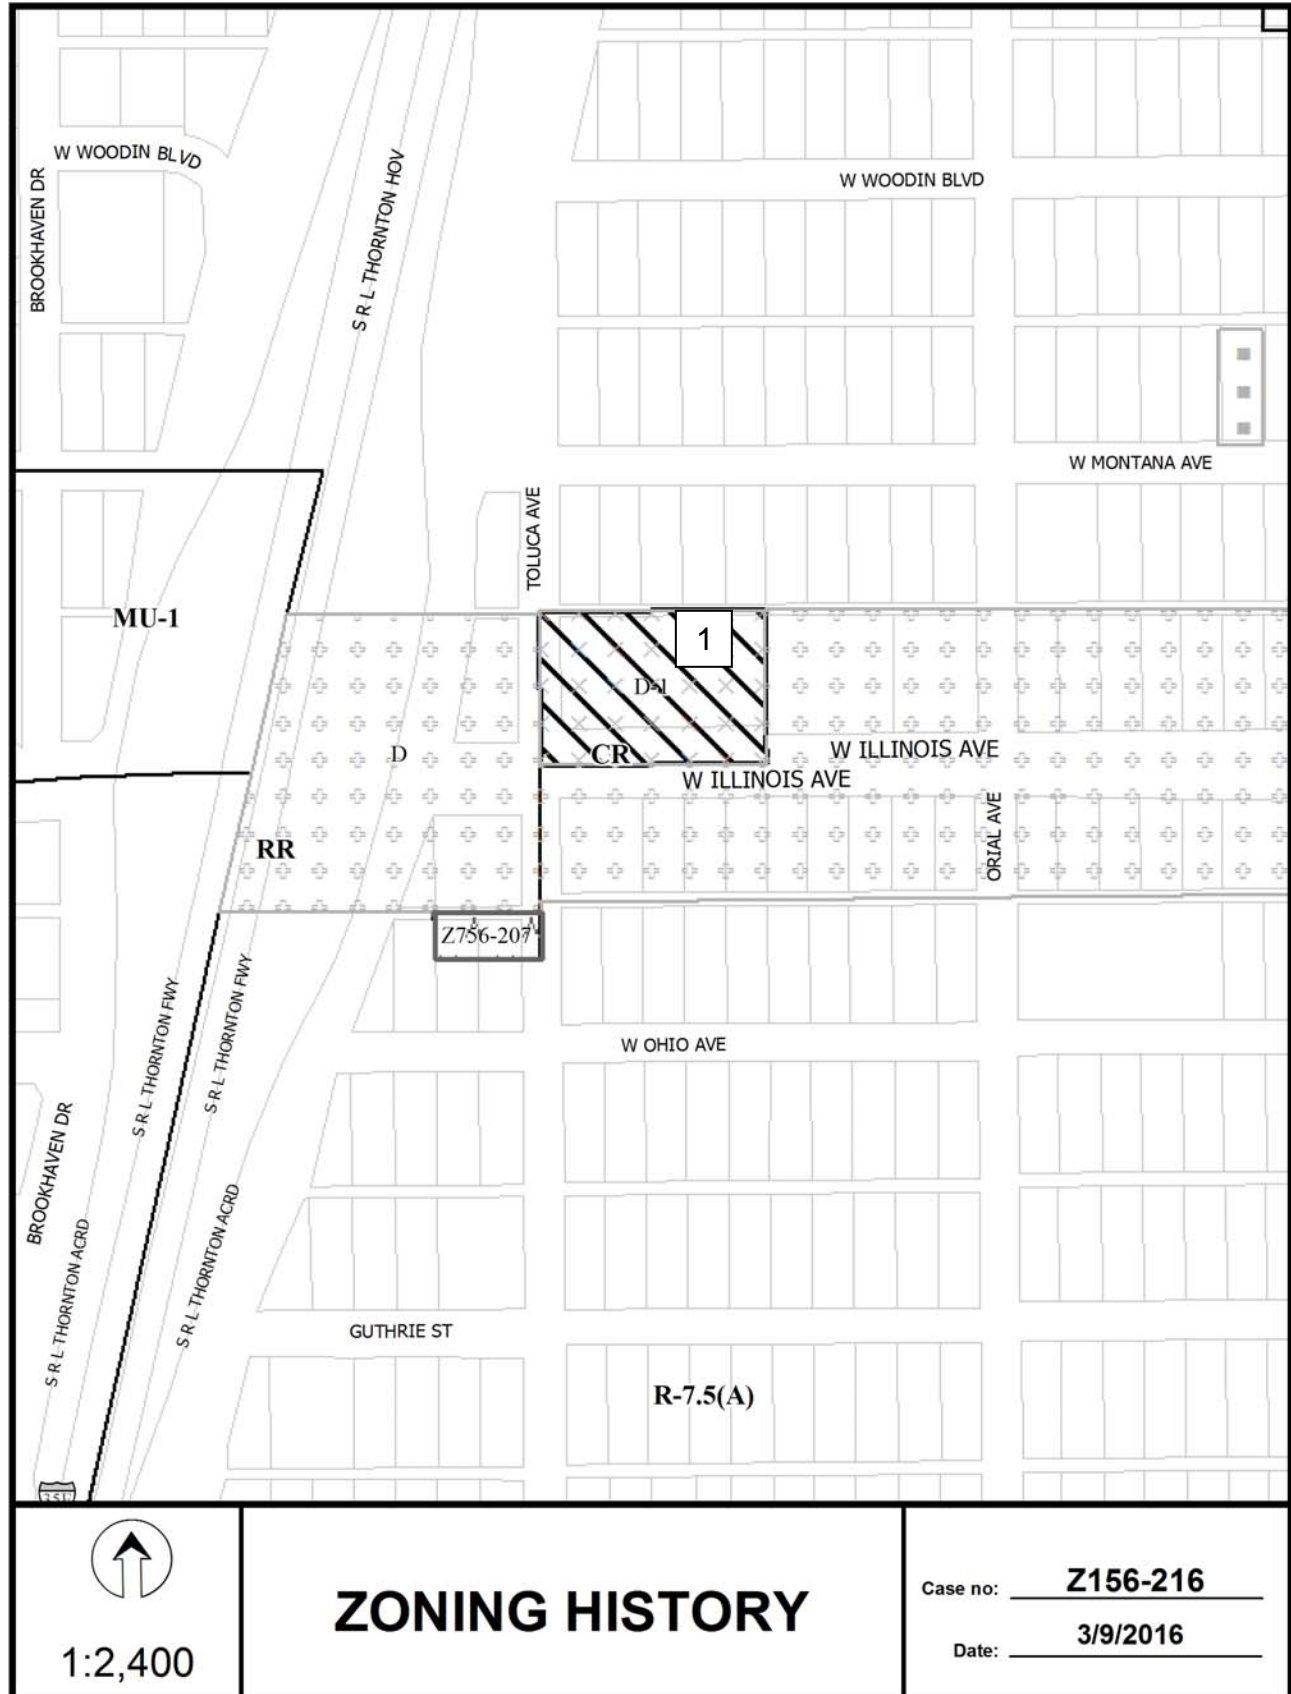 W WOODIN BLVD
BROOKHAVEN DR
S R L THORNTON HOV
W WOODIN BLVD
W MONTANA AVE
TOLUCA AVE
MU-1
1
D-1
D
CR
W ILLINOIS AVE
W ILLINOIS AVE
ORIAL AVE
RR
Z756-207
S R L THORNTON FWY
S R L THORNTON FWY
W OHIO AVE
BROOKHAVEN DR
S R L THORNTON ACRD
S R L THORNTON ACRD
GUTHRIE ST
R-7.5(A)
1:2,400
ZONING HISTORY
Case no: Z156-216
Date: 3/9/2016